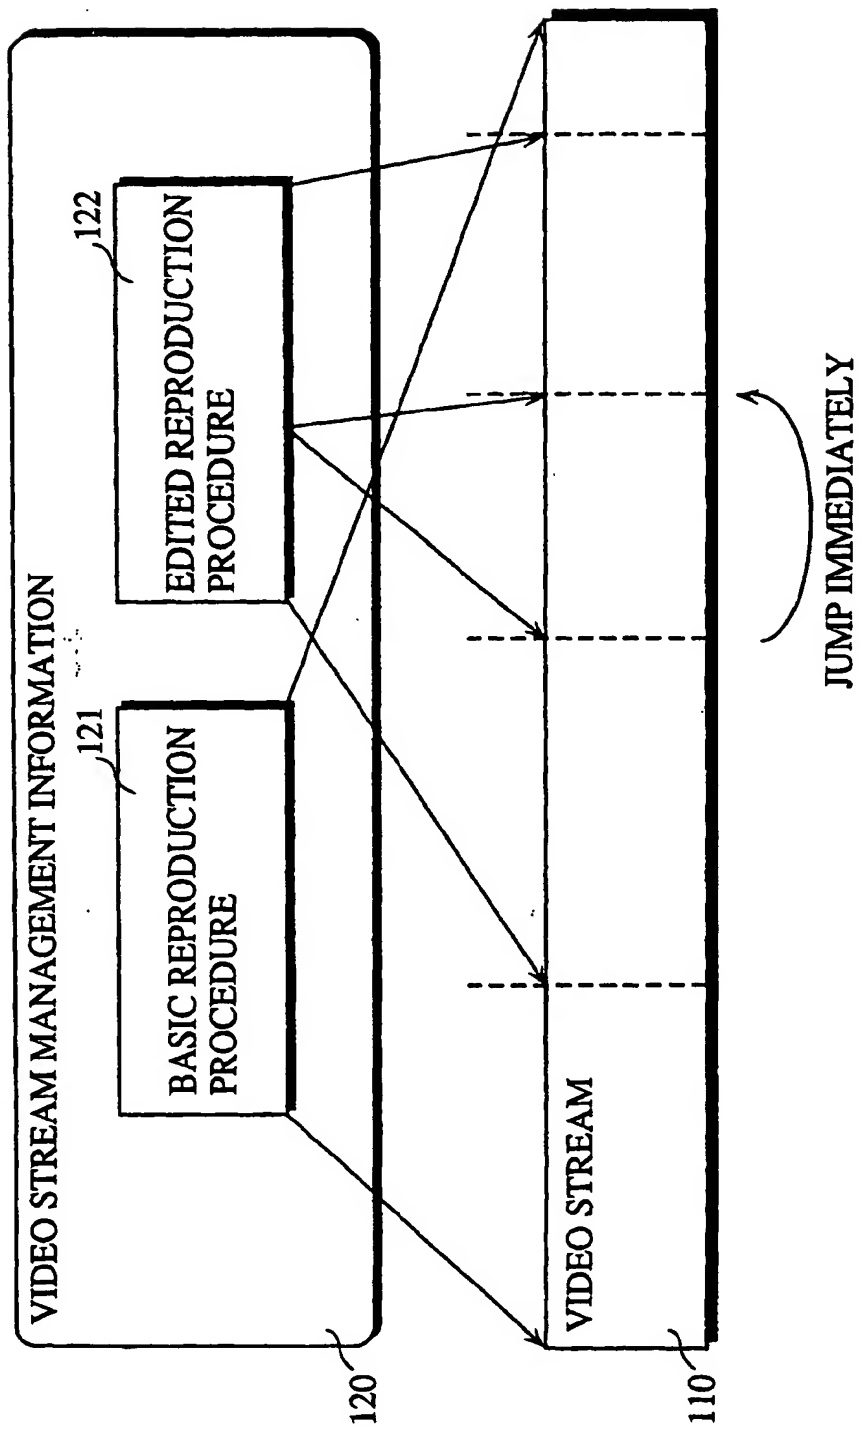 VIDEO STREAM MANAGEMENT INFORMATION
121
BASIC REPRODUCTION
PROCEDURE
122
EDITED REPRODUCTION
PROCEDURE
120
VIDEO STREAM
110
JUMP IMMEDIATELY